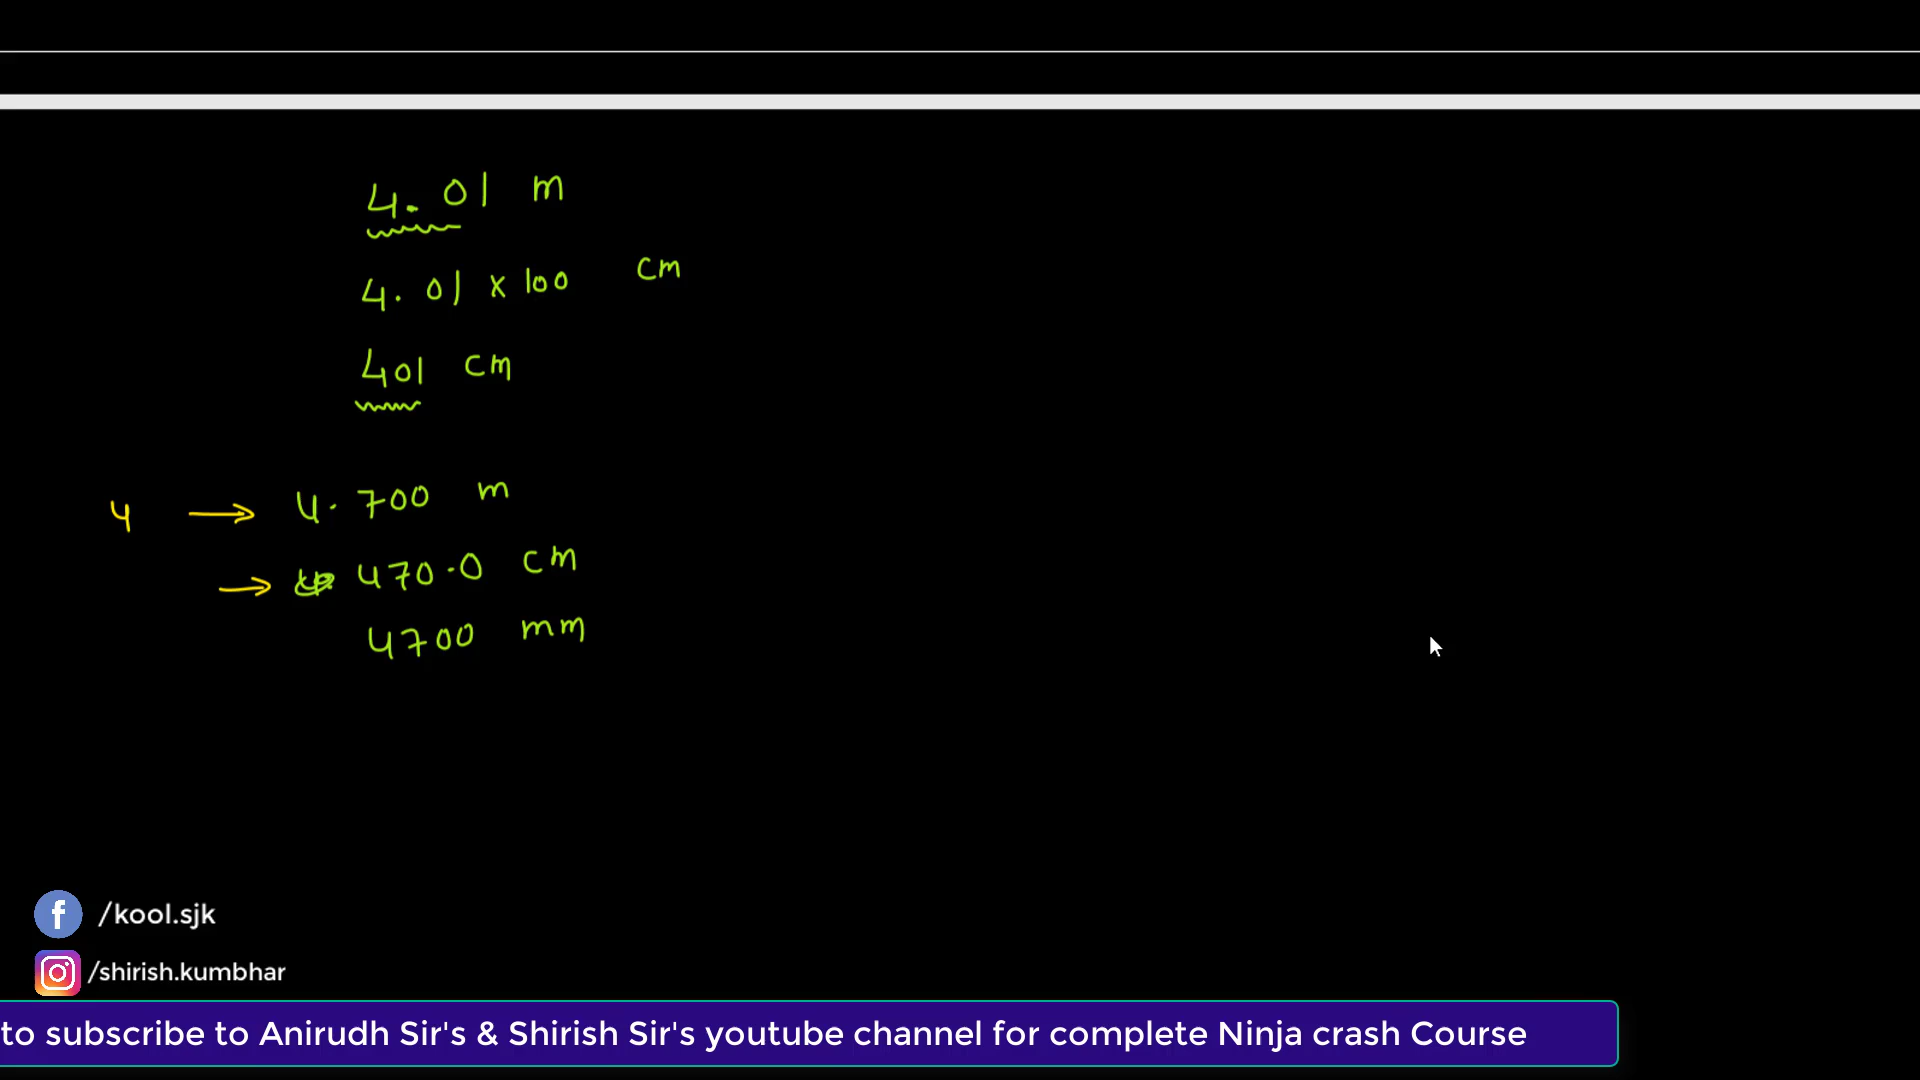 4.01 m
4.01 x 100 cm
401 cm
4 → 4.700 m
→ 470.0 cm
4700 mm
/kool.sjk
/shirish.kumbhar
to subscribe to Anirudh Sir's & Shirish Sir's youtube channel for complete Ninja crash Course